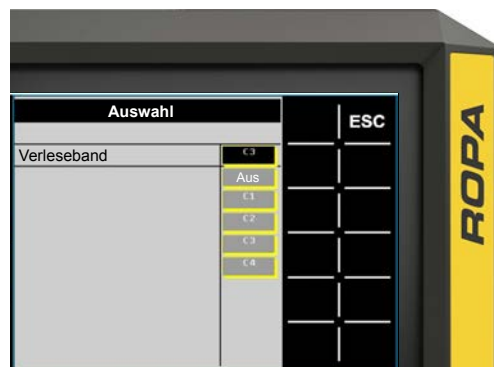 Auswahl
ESC
Verleseband
C3
Aus
C1
C2
C3
C4
ROPA